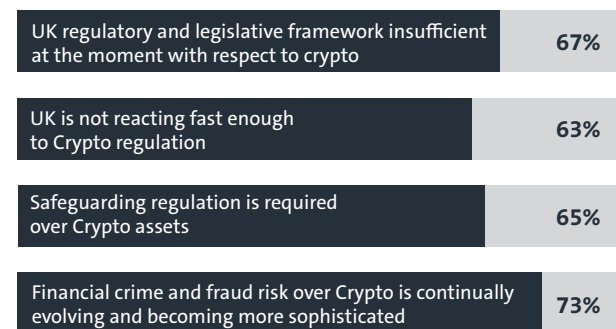 UK regulatory and legislative framework insufficient
at the moment with respect to crypto
67%
UK is not reacting fast enough
to Crypto regulation
63%
Safeguarding regulation is required
over Crypto assets
65%
Financial crime and fraud risk over Crypto is continually
evolving and becoming more sophisticated
73%